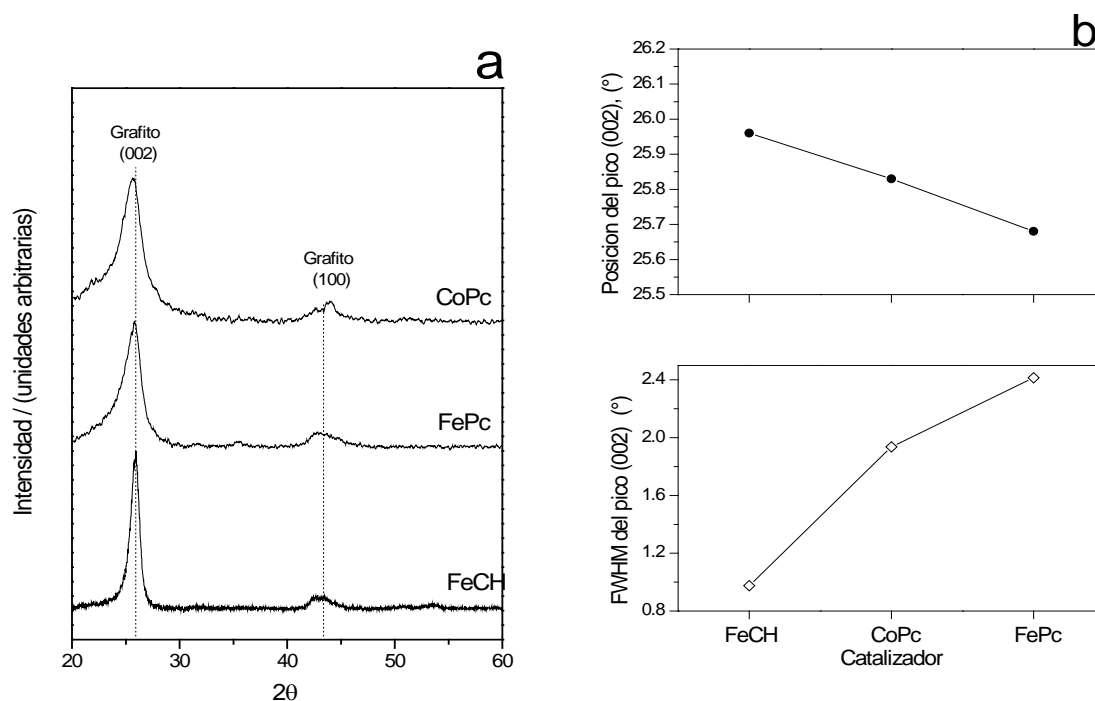 a
Grafito
(002)
Grafito
(100)
CoPc
FePc
FeCH
Intensidad / (unidades arbitrarias)
20 30 40 50 60
2θ
b
Posicion del pico (002), (°)
26.2
26.1
26.0
25.9
25.8
25.7
25.6
25.5
FWHM del pico (002) (°)
2.4
2.0
1.6
1.2
0.8
FeCH CoPc FePc
Catalizador